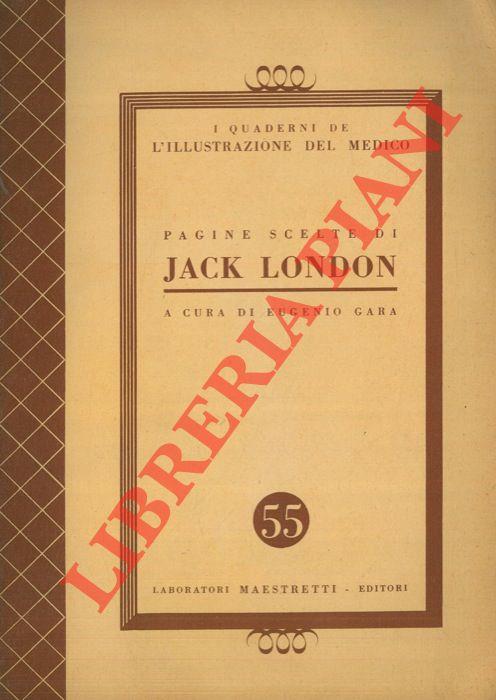 I QUADERNI DE
L'ILLUSTRAZIONE DEL MEDICO
PAGINE SCELTE DI
JACK LONDON
A CURA DI EUGENIO GARA
55
LABORATORI MAESTRETTI - EDITORI
LIBRERIA PIANI